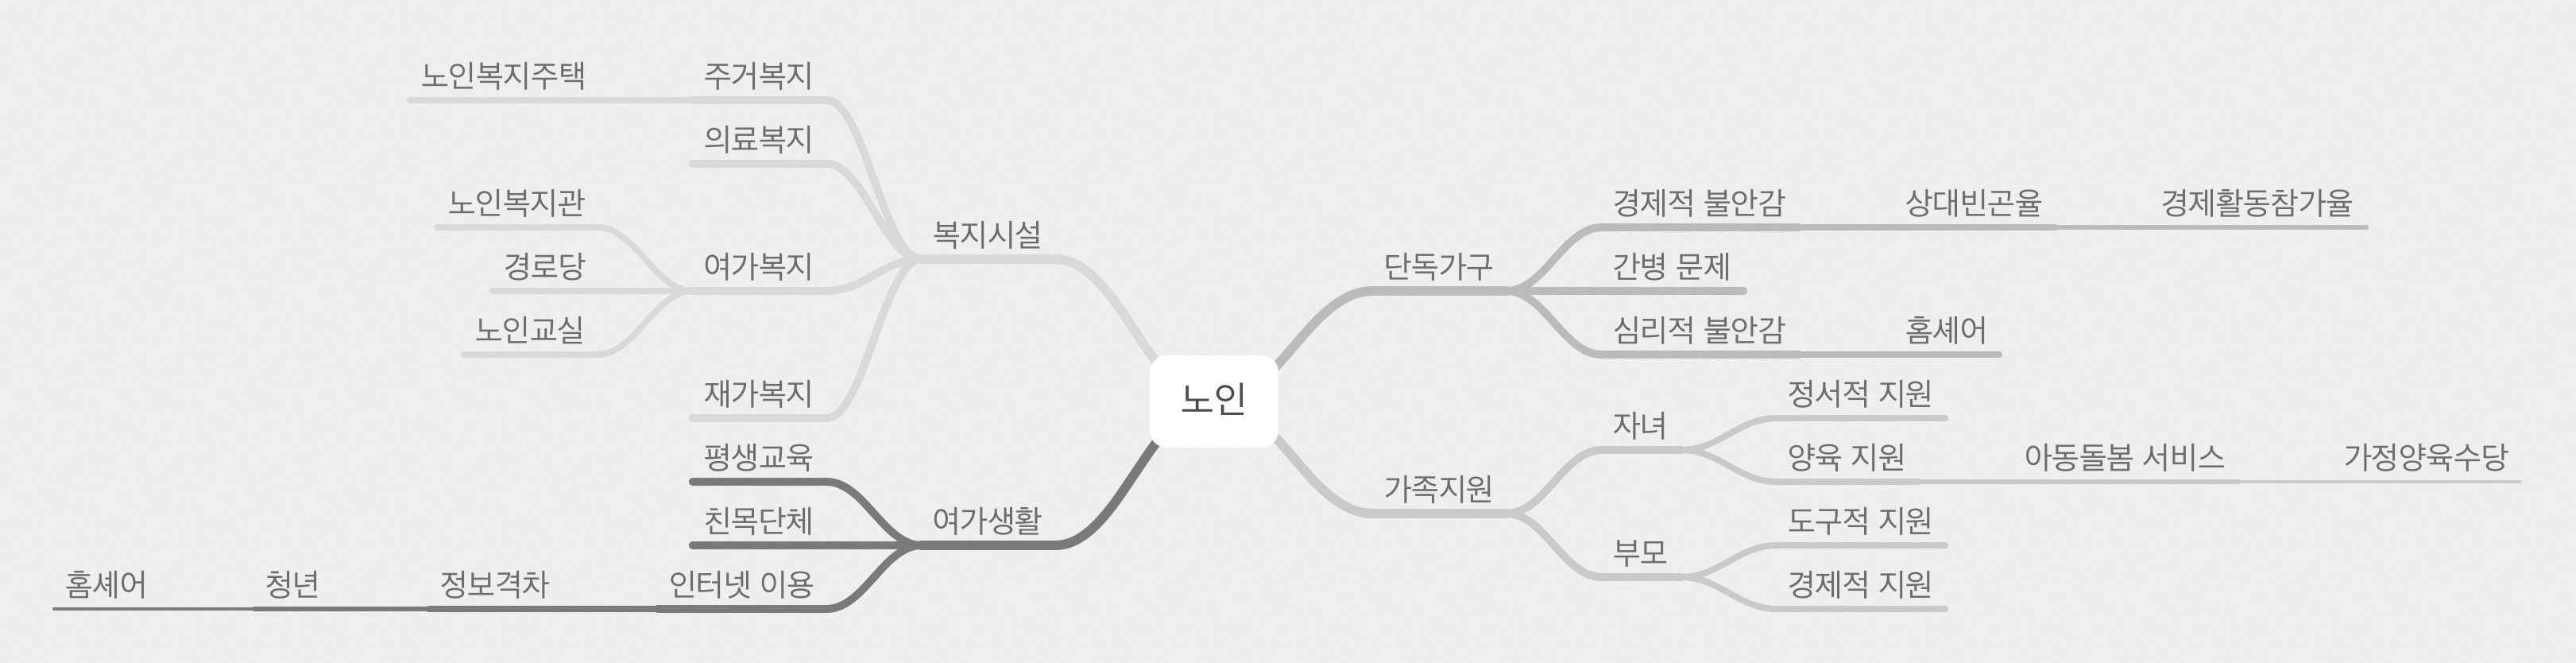 노인
복지시설
주거복지
노인복지주택
의료복지
여가복지
노인복지관
경로당
노인교실
재가복지
여가생활
평생교육
친목단체
인터넷 이용
정보격차
청년
홈셰어
단독가구
경제적 불안감
상대빈곤율
경제활동참가율
간병 문제
심리적 불안감
홈셰어
가족지원
자녀
정서적 지원
양육 지원
아동돌봄 서비스
가정양육수당
부모
도구적 지원
경제적 지원